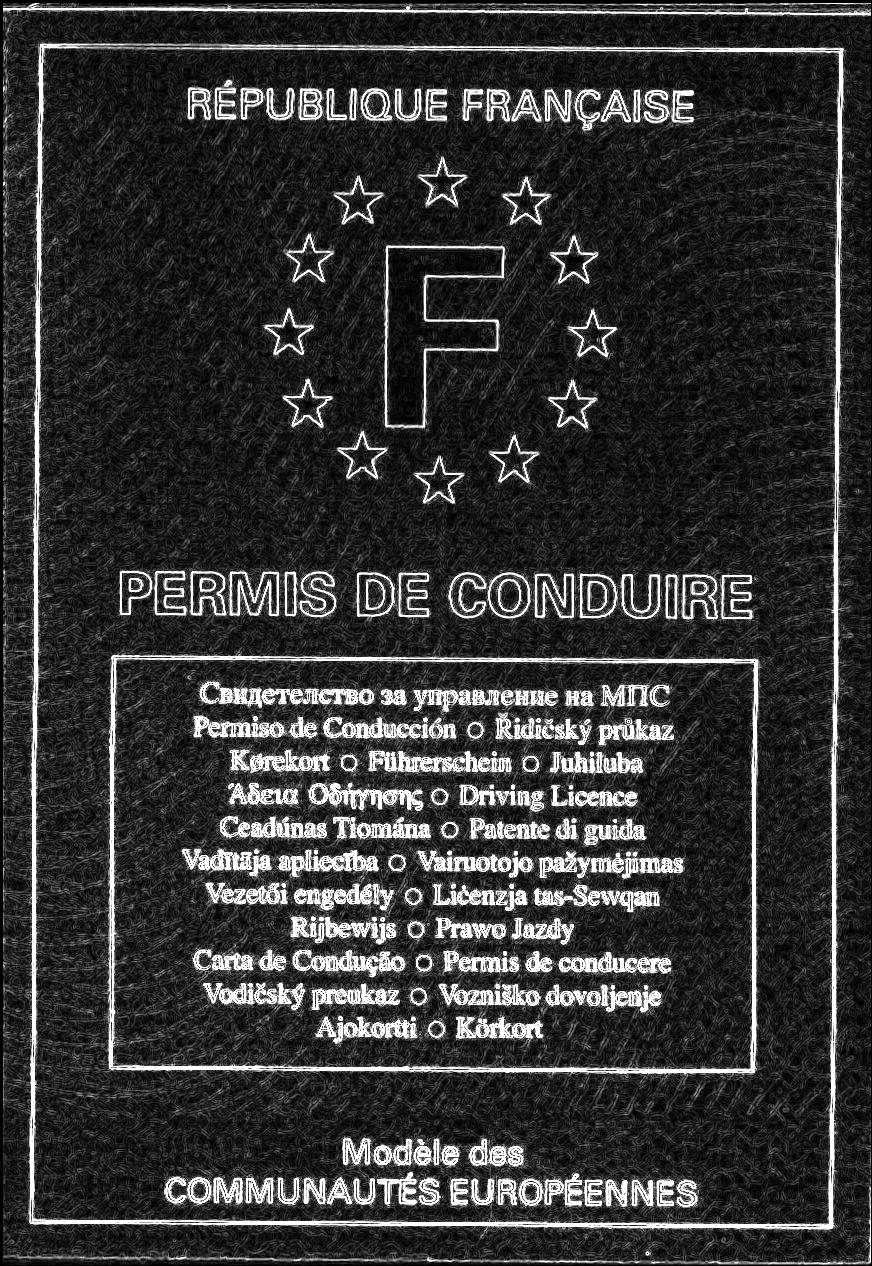 RÉPUBLIQUE FRANÇAISE
F
PERMIS DE CONDUIRE
Свидетелство за управление на МПС
Permiso de Conducción ○ Řidičský průkaz
Kørekort ○ Führerschein ○ Juhiluba
Άδεια Οδήγησης ○ Driving Licence
Ceadúnas Tiomána ○ Patente di guida
Vadītāja apliecība ○ Vairuotojo pažymėjimas
Vezetői engedély ○ Liċenzja tas-Sewqan
Rijbewijs ○ Prawo Jazdy
Carta de Condução ○ Permis de conducere
Vodičský preukaz ○ Vozniško dovoljenje
Ajokortti ○ Körkort
Modèle des
COMMUNAUTÉS EUROPÉENNES